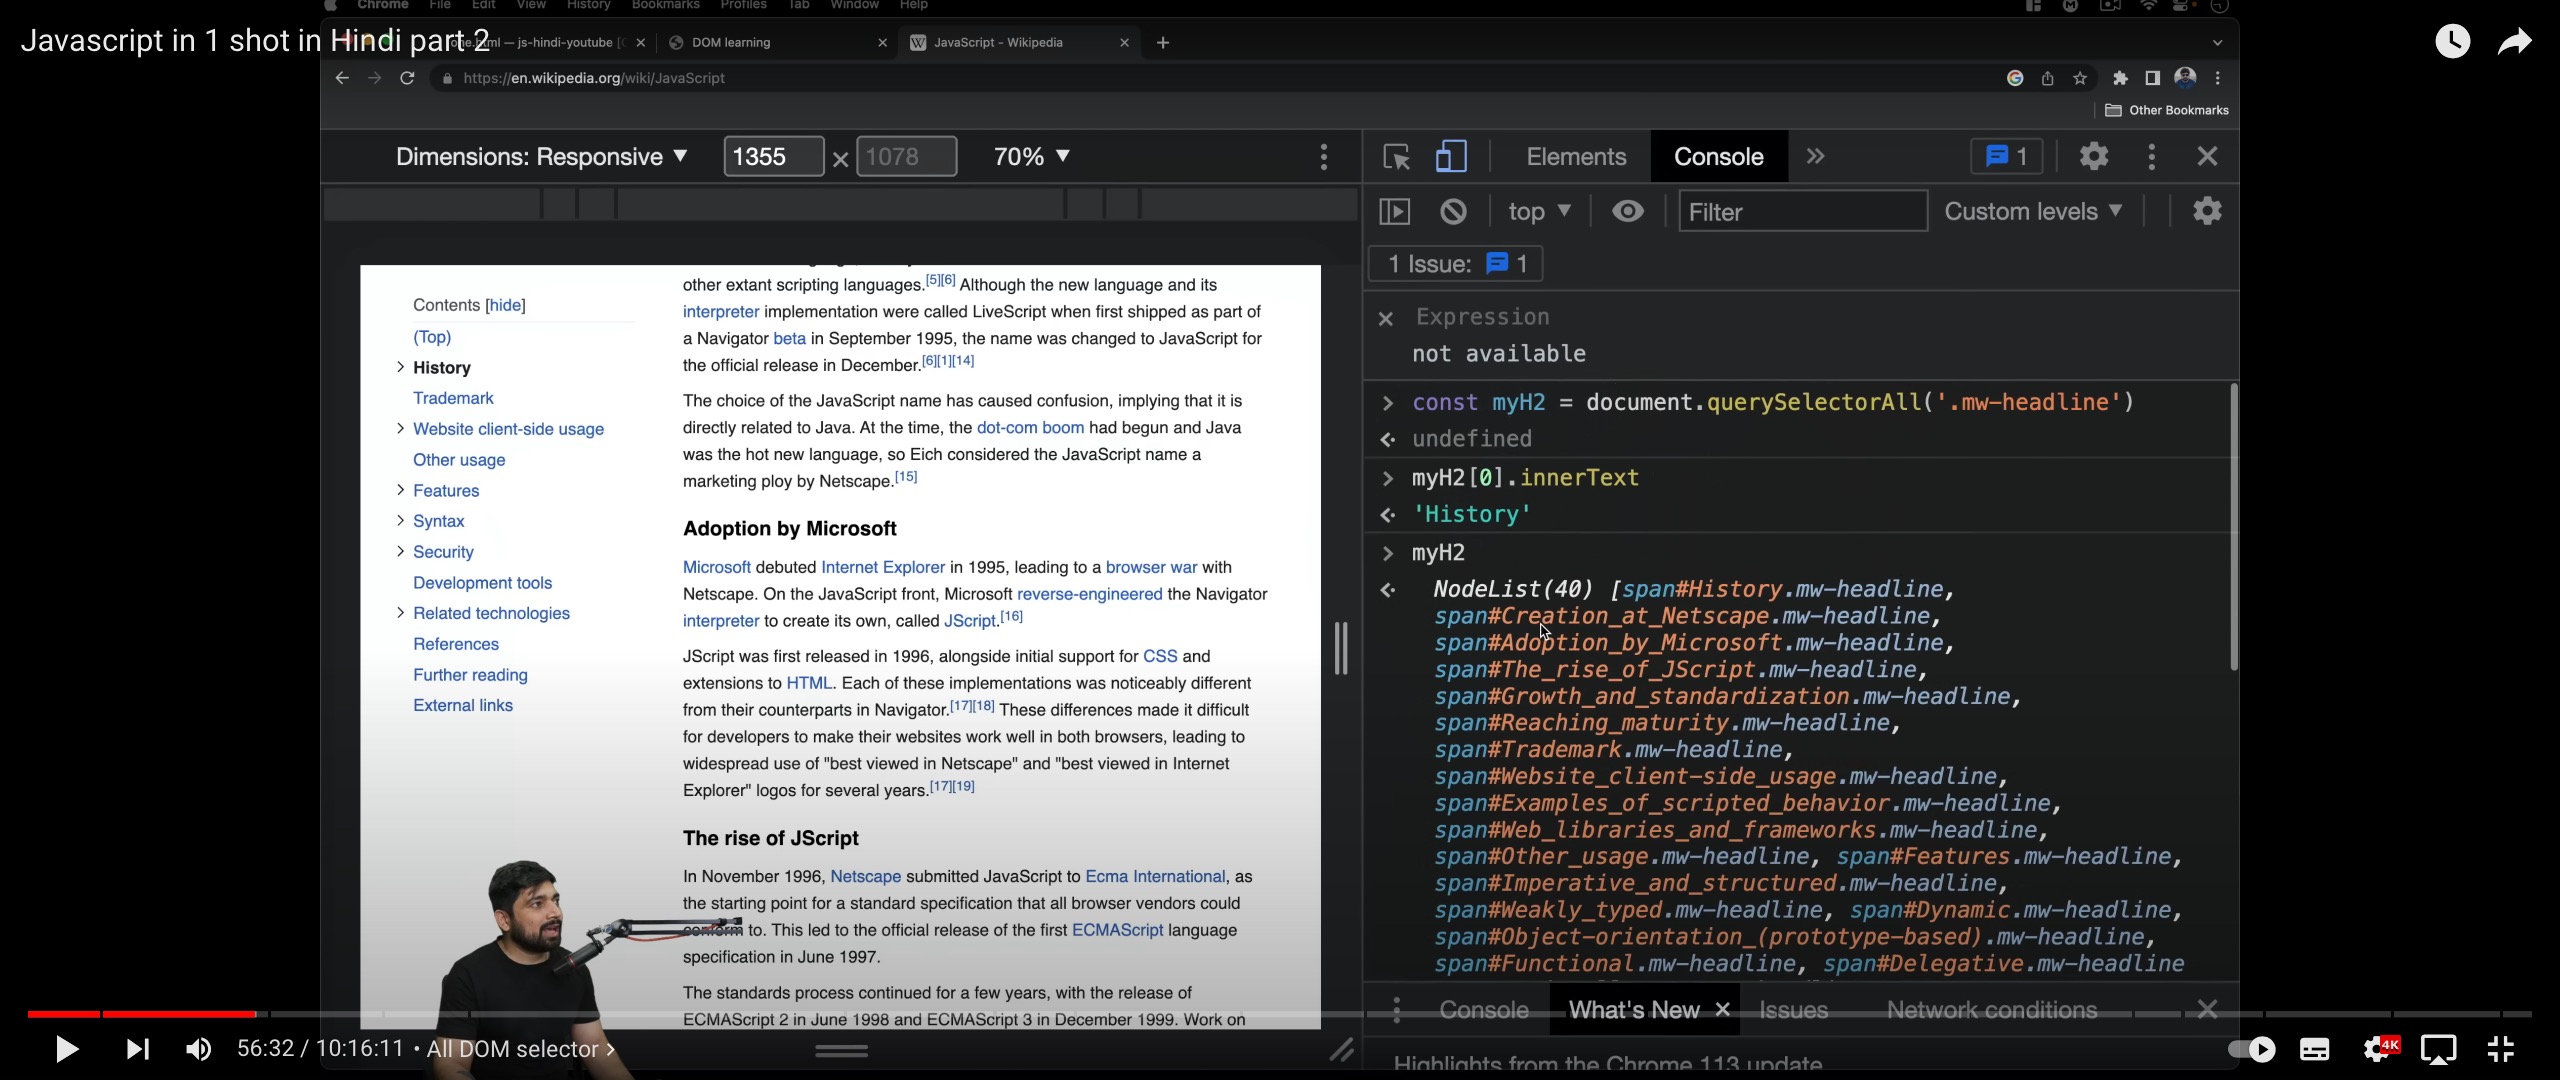 Chrome File Edit View History Bookmarks Profiles Tab Window Help
Javascript in 1 shot in Hindi part 2
.html — js-hindi-youtube
DOM learning
JavaScript - Wikipedia
https://en.wikipedia.org/wiki/JavaScript
Other Bookmarks
Dimensions: Responsive
1355 × 1078
70%
Contents [hide]
(Top)
History
Trademark
Website client-side usage
Other usage
Features
Syntax
Security
Development tools
Related technologies
References
Further reading
External links
other extant scripting languages.[5][6] Although the new language and its
interpreter implementation were called LiveScript when first shipped as part of
a Navigator beta in September 1995, the name was changed to JavaScript for
the official release in December.[6][1][14]
The choice of the JavaScript name has caused confusion, implying that it is
directly related to Java. At the time, the dot-com boom had begun and Java
was the hot new language, so Eich considered the JavaScript name a
marketing ploy by Netscape.[15]
Adoption by Microsoft
Microsoft debuted Internet Explorer in 1995, leading to a browser war with
Netscape. On the JavaScript front, Microsoft reverse-engineered the Navigator
interpreter to create its own, called JScript.[16]
JScript was first released in 1996, alongside initial support for CSS and
extensions to HTML. Each of these implementations was noticeably different
from their counterparts in Navigator.[17][18] These differences made it difficult
for developers to make their websites work well in both browsers, leading to
widespread use of "best viewed in Netscape" and "best viewed in Internet
Explorer" logos for several years.[17][19]
The rise of JScript
In November 1996, Netscape submitted JavaScript to Ecma International, as
the starting point for a standard specification that all browser vendors could
conform to. This led to the official release of the first ECMAScript language
specification in June 1997.
The standards process continued for a few years, with the release of
ECMAScript 2 in June 1998 and ECMAScript 3 in December 1999. Work on
Elements Console » 1
top Filter Custom levels
1 Issue: 1
Expression
not available
> const myH2 = document.querySelectorAll('.mw-headline')
undefined
> myH2[0].innerText
'History'
> myH2
NodeList(40) [span#History.mw-headline,
span#Creation_at_Netscape.mw-headline,
span#Adoption_by_Microsoft.mw-headline,
span#The_rise_of_JScript.mw-headline,
span#Growth_and_standardization.mw-headline,
span#Reaching_maturity.mw-headline,
span#Trademark.mw-headline,
span#Website_client-side_usage.mw-headline,
span#Examples_of_scripted_behavior.mw-headline,
span#Web_libraries_and_frameworks.mw-headline,
span#Other_usage.mw-headline, span#Features.mw-headline,
span#Imperative_and_structured.mw-headline,
span#Weakly_typed.mw-headline, span#Dynamic.mw-headline,
span#Object-orientation_(prototype-based).mw-headline,
span#Functional.mw-headline, span#Delegative.mw-headline
Console What's New Issues Network conditions
Highlights from the Chrome 113 update
56:32 / 10:16:11 • All DOM selector
4K